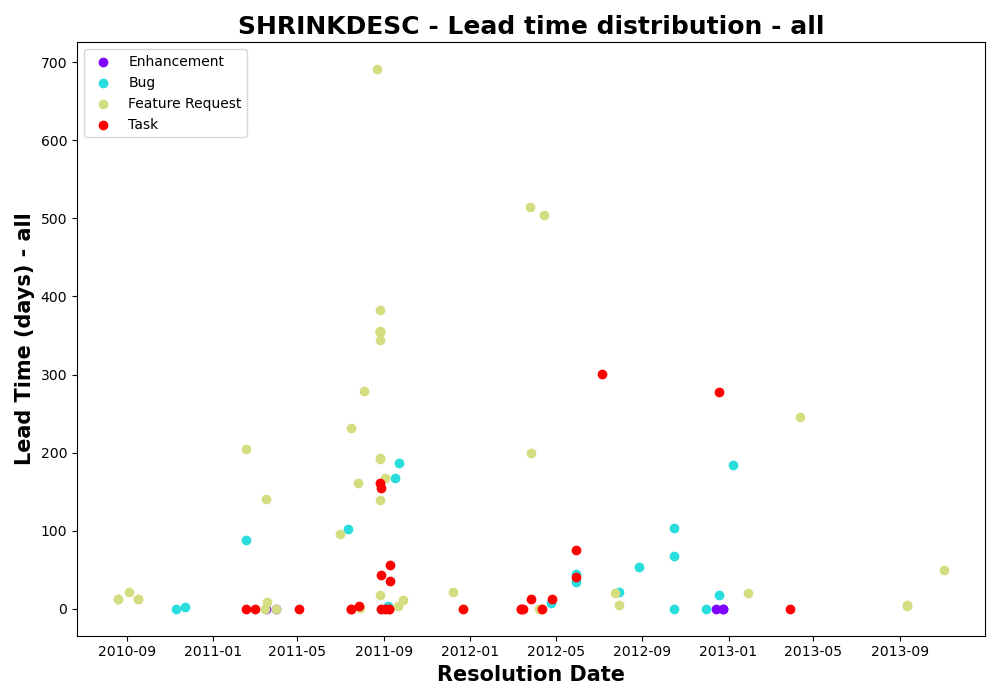 SHRINKDESC - Lead time distribution - all
Enhancement
Bug
Feature Request
Task
Lead Time (days) - all
700
600
500
400
300
200
100
0
2010-09 2011-01 2011-05 2011-09 2012-01 2012-05 2012-09 2013-01 2013-05 2013-09
Resolution Date